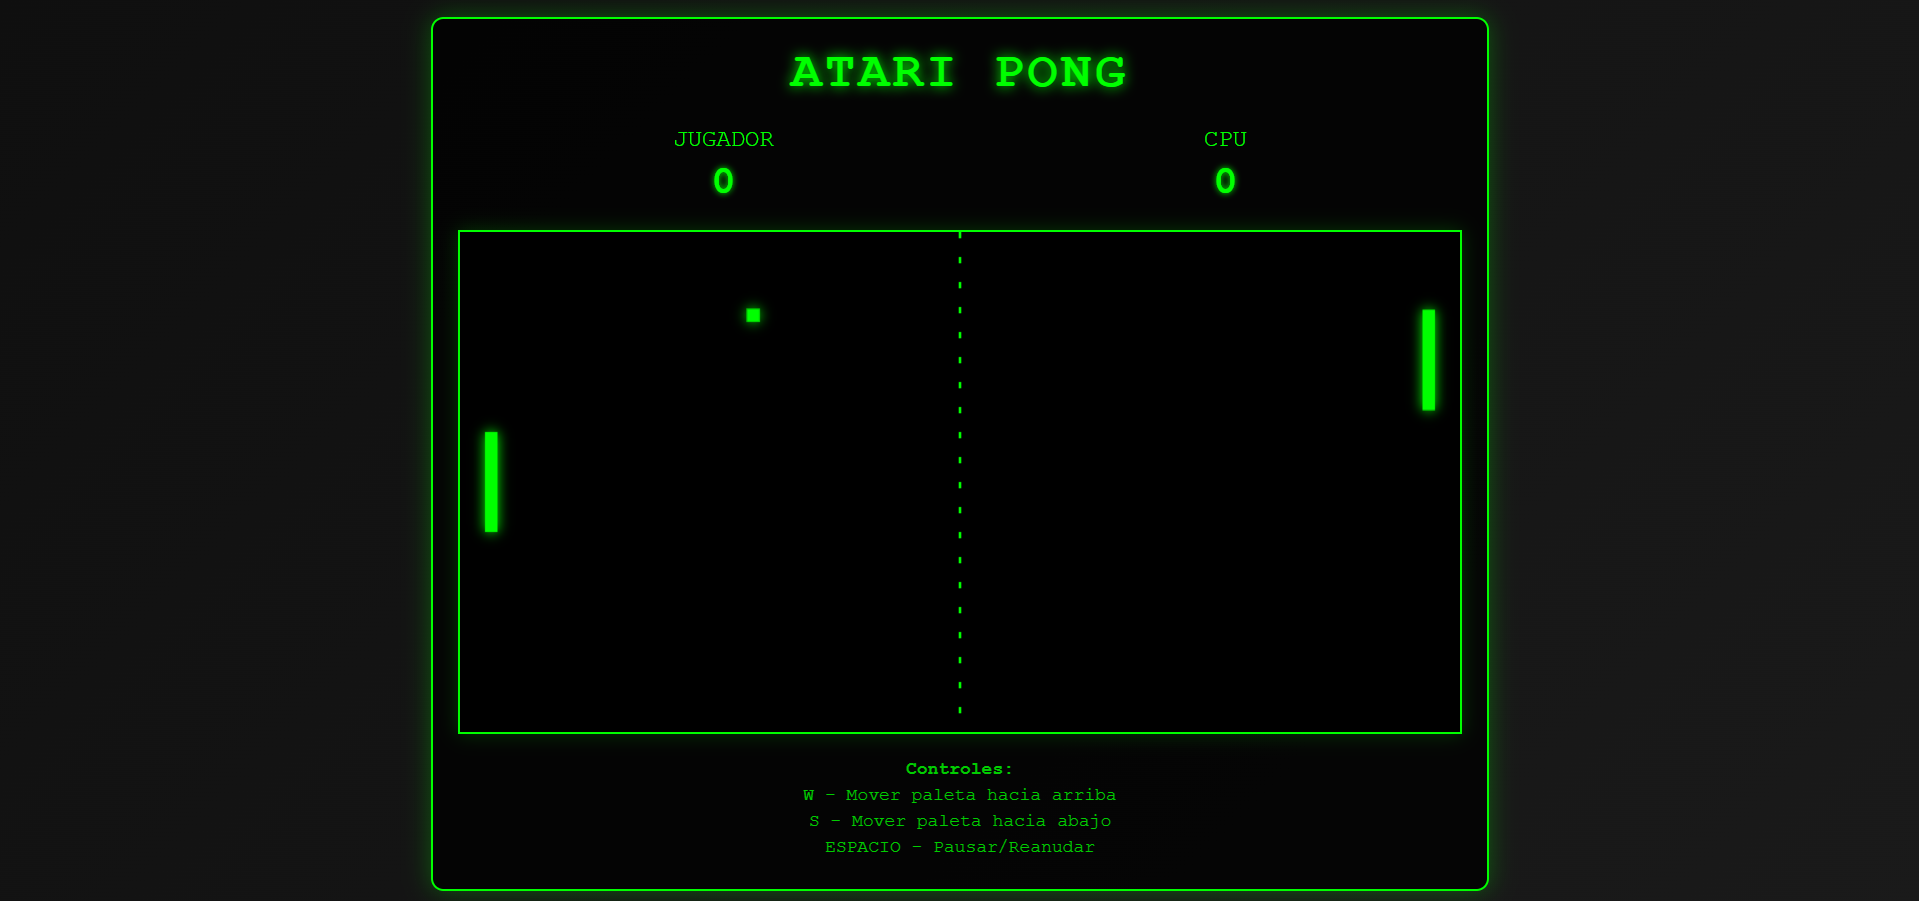 ATARI PONG
JUGADOR
CPU
0
0
Controles:
W - Mover paleta hacia arriba
S - Mover paleta hacia abajo
ESPACIO - Pausar/Reanudar